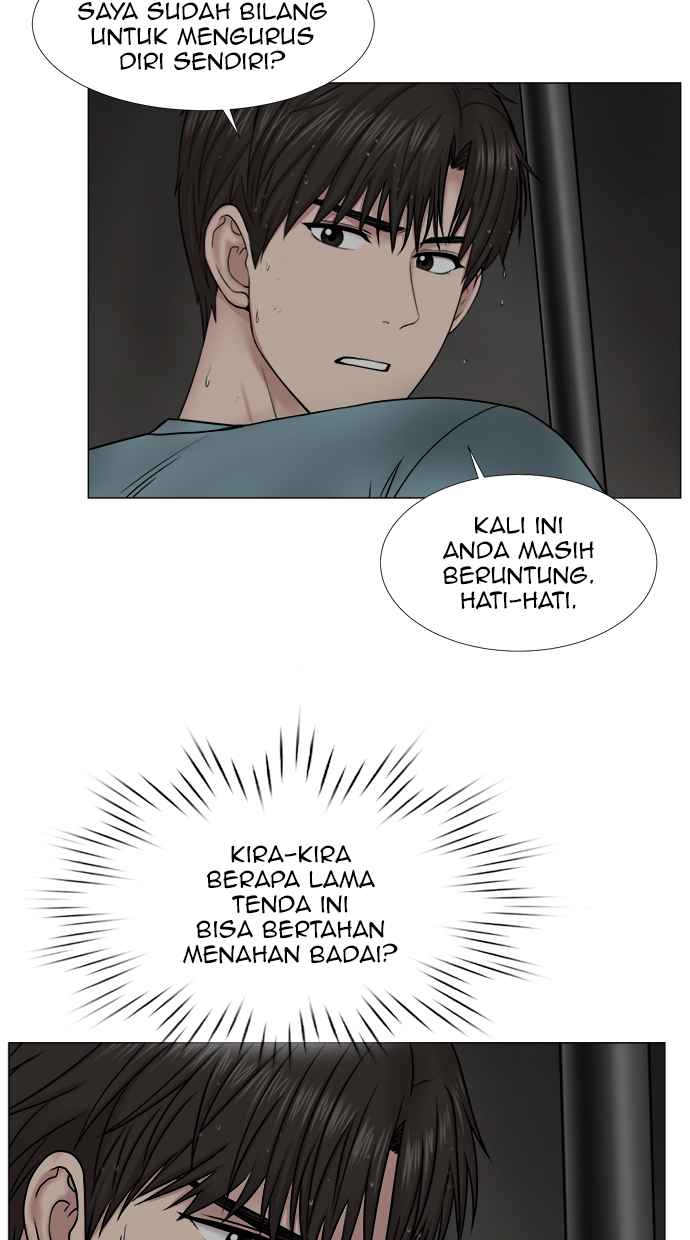 SAYA SUDAH BILANG
UNTUK MENGURUS
DIRI SENDIRI?
KALI INI
ANDA MASIH
BERUNTUNG.
HATI-HATI.
KIRA-KIRA
BERAPA LAMA
TENDA INI
BISA BERTAHAN
MENAHAN BADAI?